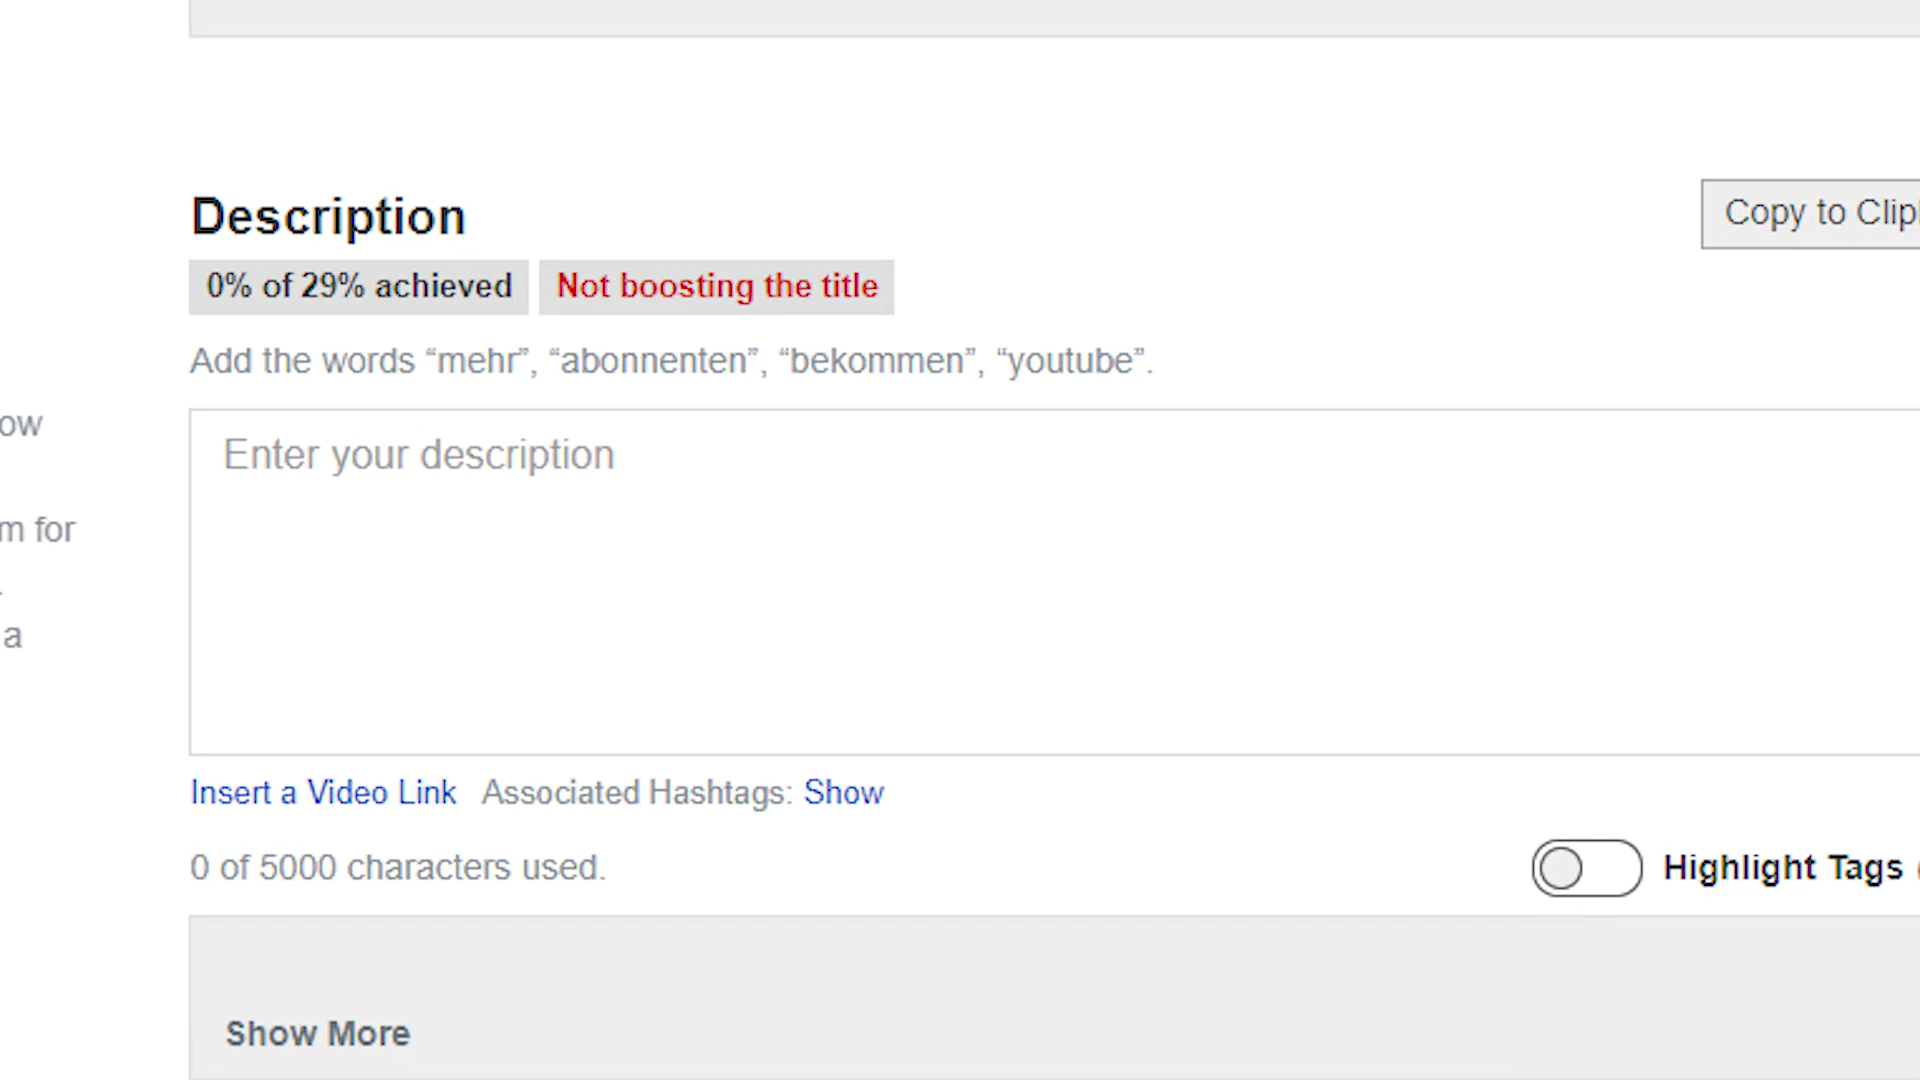 Description
Copy to Clip
0% of 29% achieved Not boosting the title
Add the words “mehr”, “abonnenten”, “bekommen”, “youtube”.
ow
Enter your description
m for
a
Insert a Video Link Associated Hashtags: Show
0 of 5000 characters used.
Highlight Tags
Show More